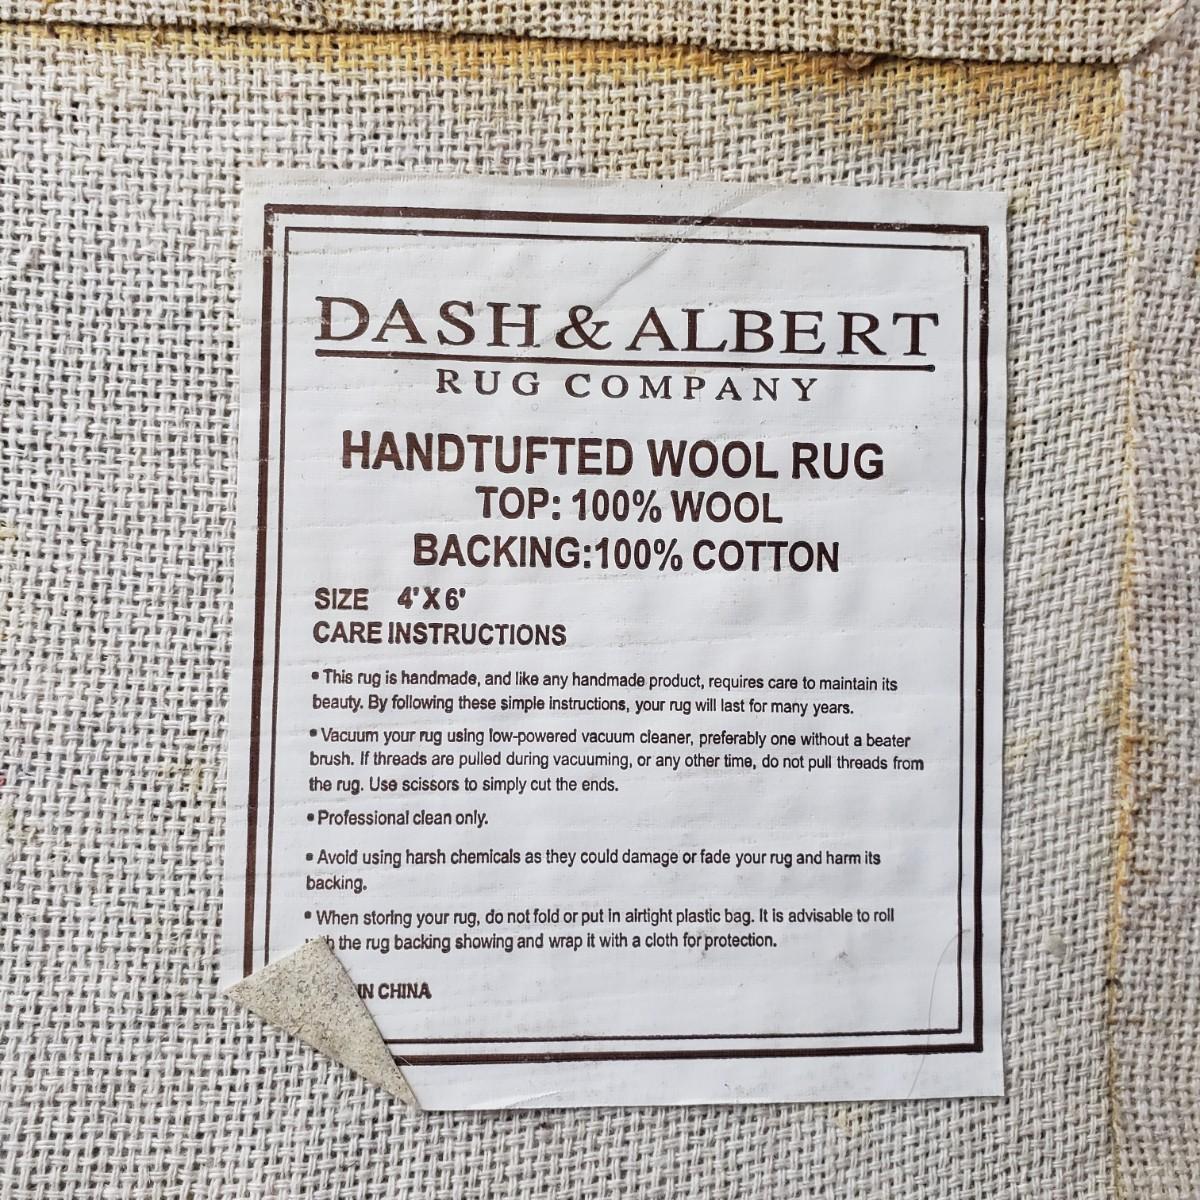 DASH & ALBERT
RUG COMPANY
HANDTUFTED WOOL RUG
TOP: 100% WOOL
BACKING:100% COTTON
SIZE 4' X 6'
CARE INSTRUCTIONS
• This rug is handmade, and like any handmade product, requires care to maintain its
beauty. By following these simple instructions, your rug will last for many years.
• Vacuum your rug using low-powered vacuum cleaner, preferably one without a beater
brush. If threads are pulled during vacuuming, or any other time, do not pull threads from
the rug. Use scissors to simply cut the ends.
• Professional clean only.
• Avoid using harsh chemicals as they could damage or fade your rug and harm its
backing.
• When storing your rug, do not fold or put in airtight plastic bag. It is advisable to roll
the rug backing showing and wrap it with a cloth for protection.
IN CHINA